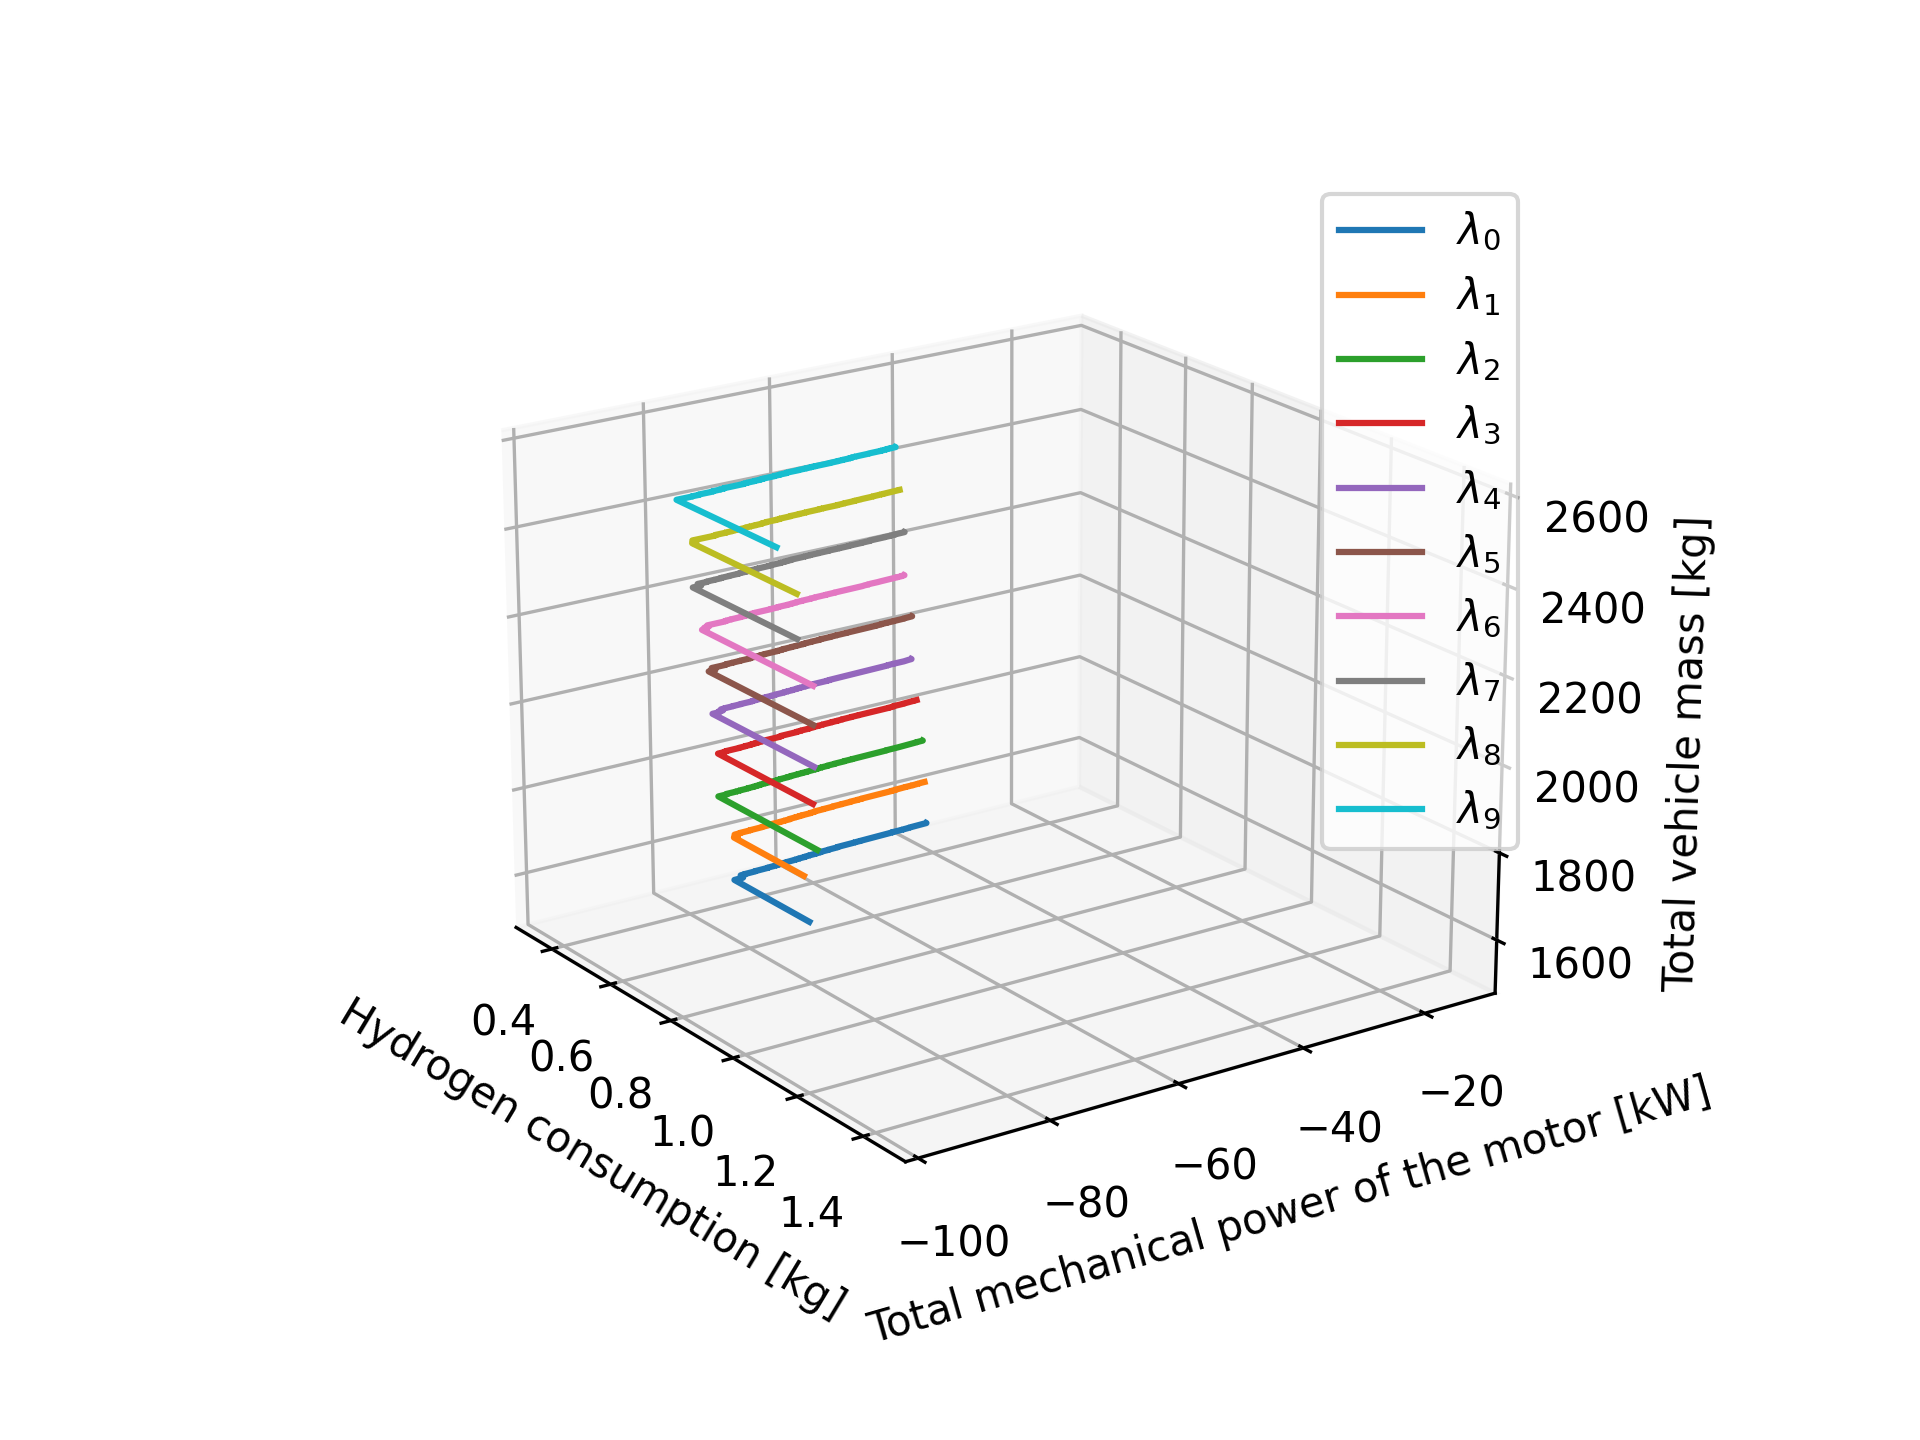 λ0
λ1
λ2
λ3
λ4
λ5
λ6
λ7
λ8
λ9
2600
2400
2200
2000
1800
1600
Total vehicle mass [kg]
0.4
0.6
0.8
1.0
1.2
1.4
Hydrogen consumption [kg]
−100
−80
−60
−40
−20
Total mechanical power of the motor [kW]